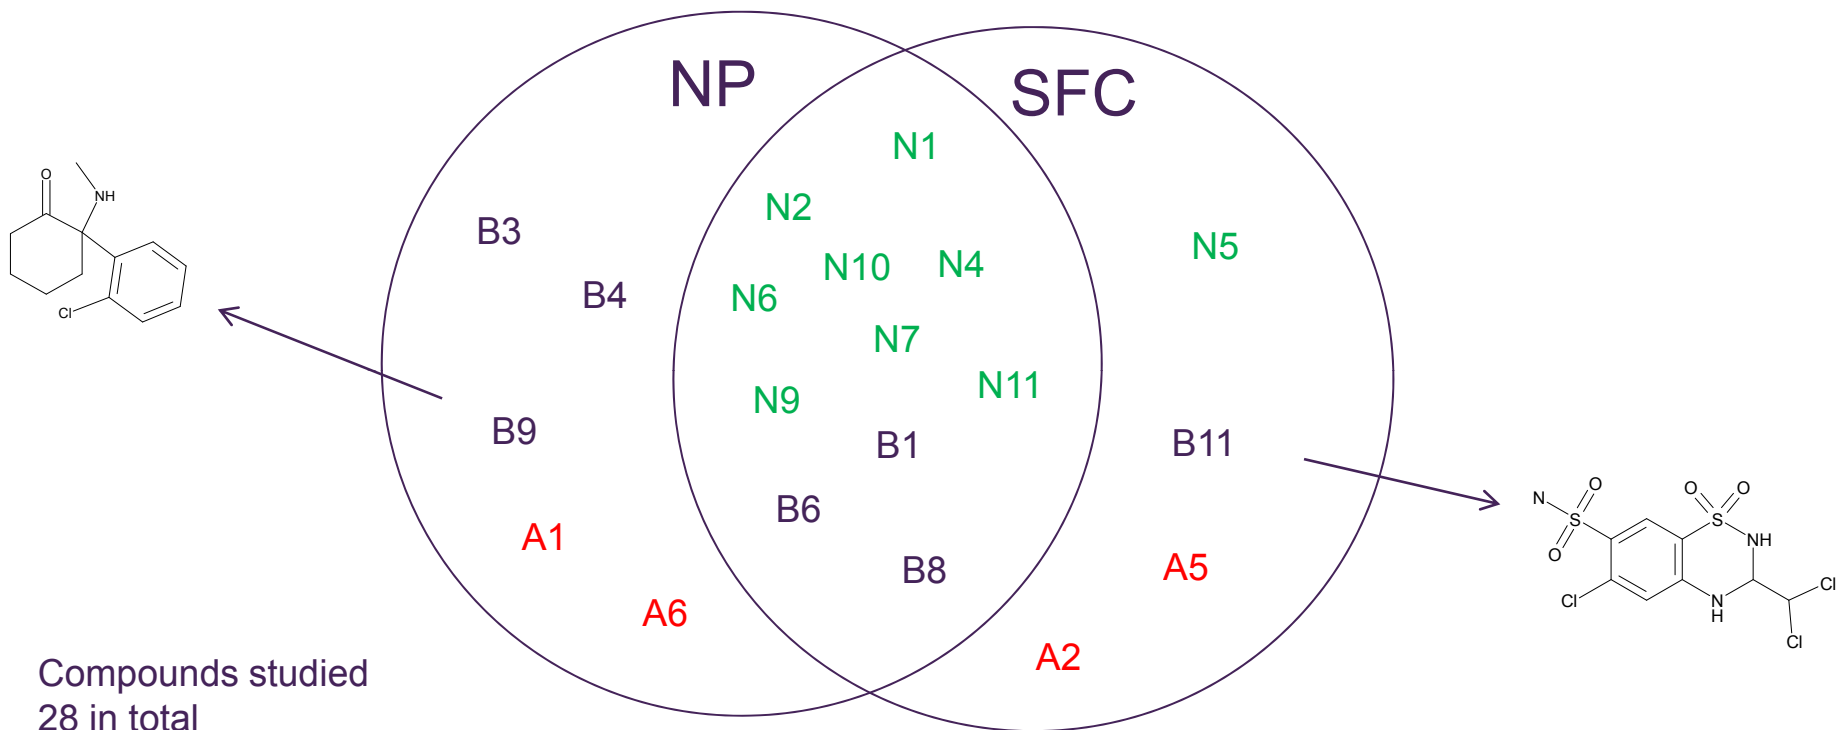 NP
SFC
N1
N2
B3
N5
N10
N4
B4
N6
N7
N9
N11
B9
B1
B11
B6
A1
B8
A5
A6
A2
O
NH
Cl
N
O
O
O
S
S
O
NH
Cl
N
H
Cl
Cl
Compounds studied
28 in total